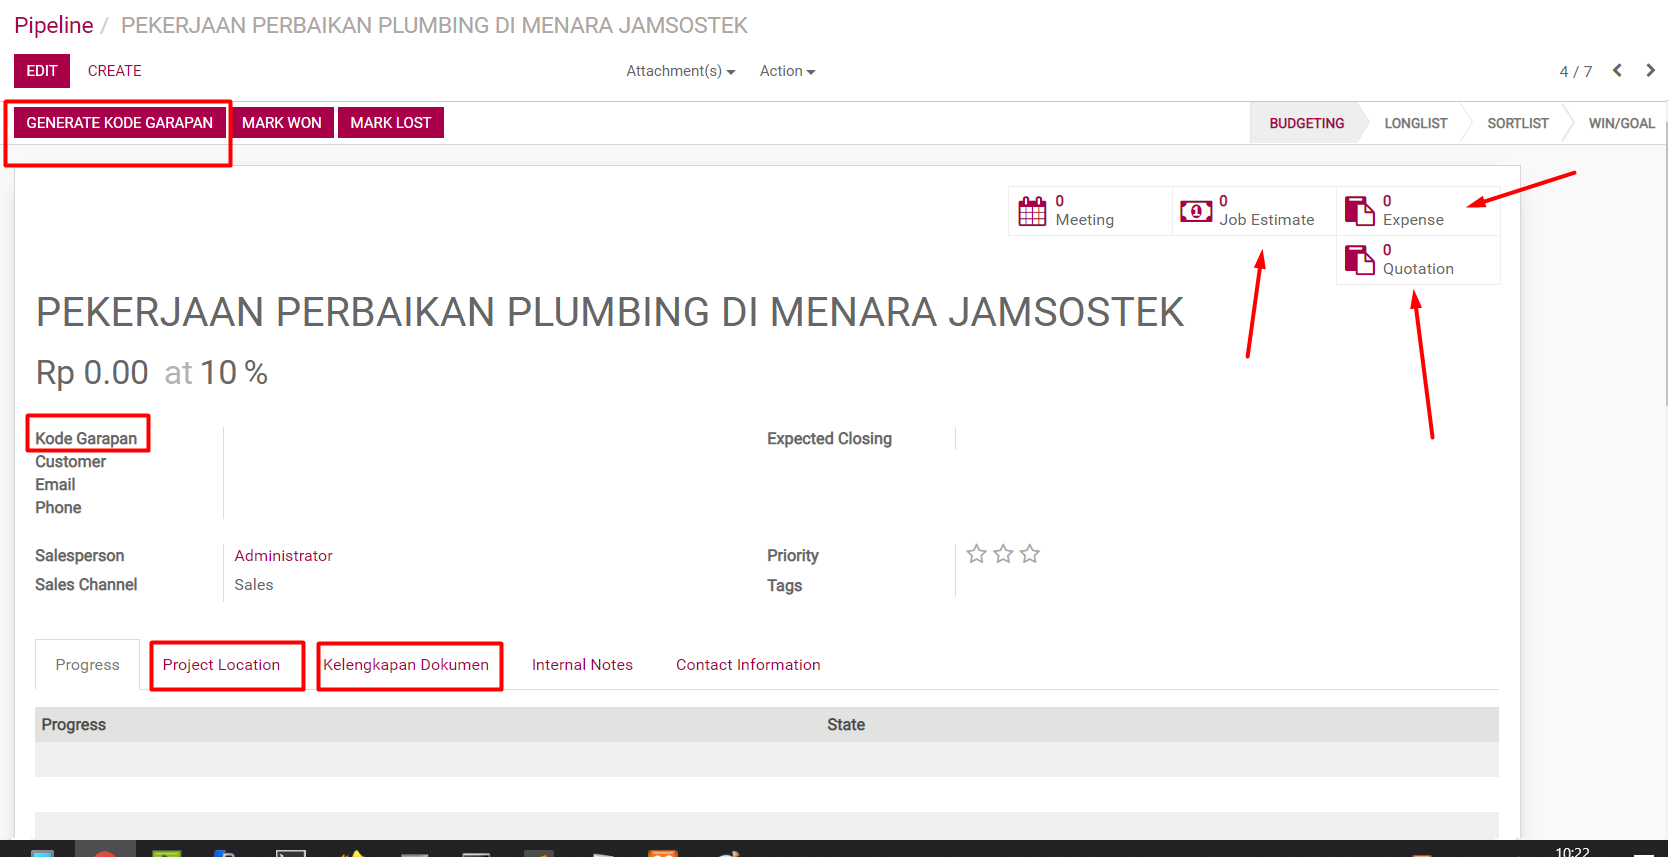 Pipeline / PEKERJAAN PERBAIKAN PLUMBING DI MENARA JAMSOSTEK
EDIT CREATE Attachment(s) Action 4 / 7
GENERATE KODE GARAPAN MARK WON MARK LOST BUDGETING LONGLIST SORTLIST WIN/GOAL
0 Meeting
0 Job Estimate
0 Expense
0 Quotation
PEKERJAAN PERBAIKAN PLUMBING DI MENARA JAMSOSTEK
Rp 0.00 at 10 %
Kode Garapan
Customer
Email
Phone
Expected Closing
Salesperson Administrator
Sales Channel Sales
Priority
Tags
Progress Project Location Kelengkapan Dokumen Internal Notes Contact Information
Progress State
10:22